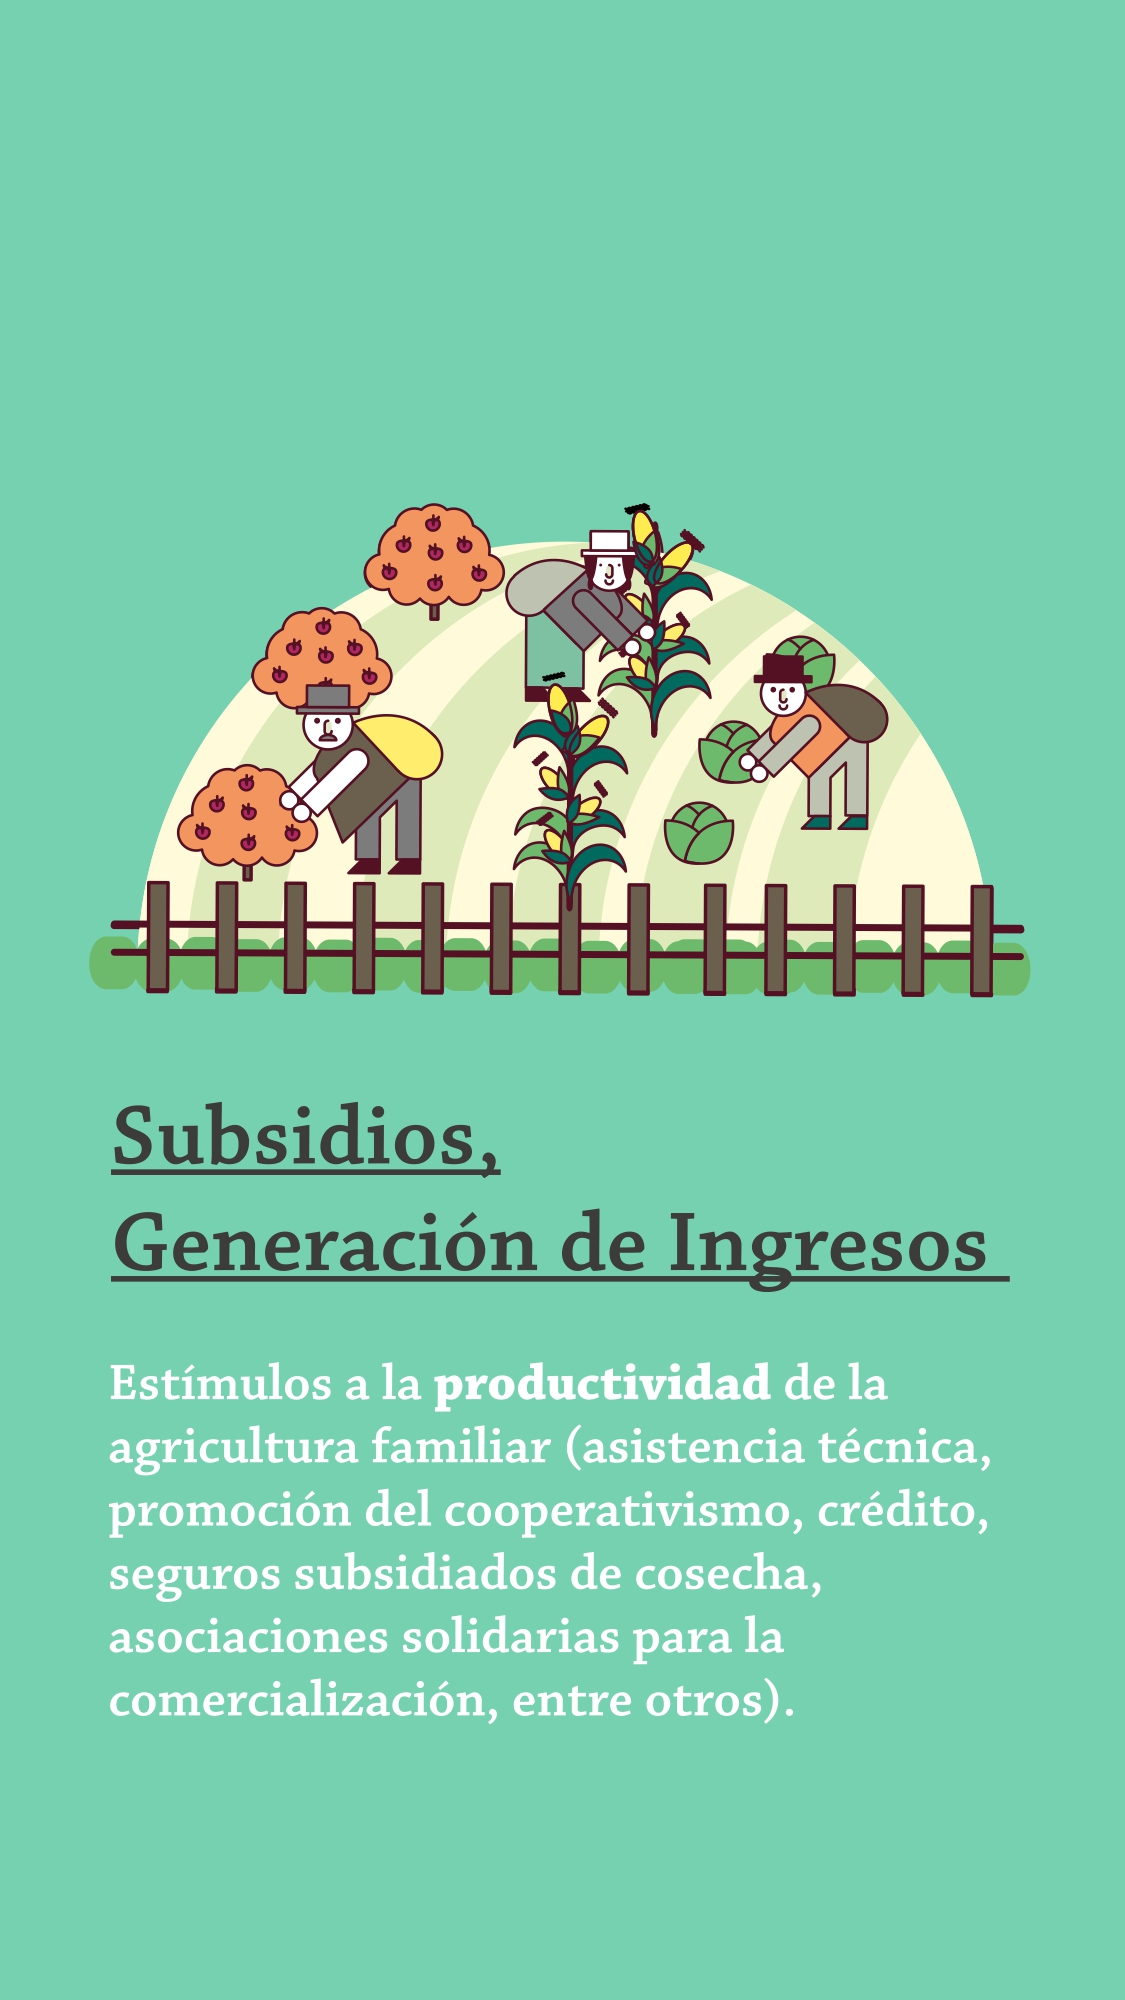 Subsidios,
Generación de Ingresos
Estímulos a la productividad de la
agricultura familiar (asistencia técnica,
promoción del cooperativismo, crédito,
seguros subsidiados de cosecha,
asociaciones solidarias para la
comercialización, entre otros).